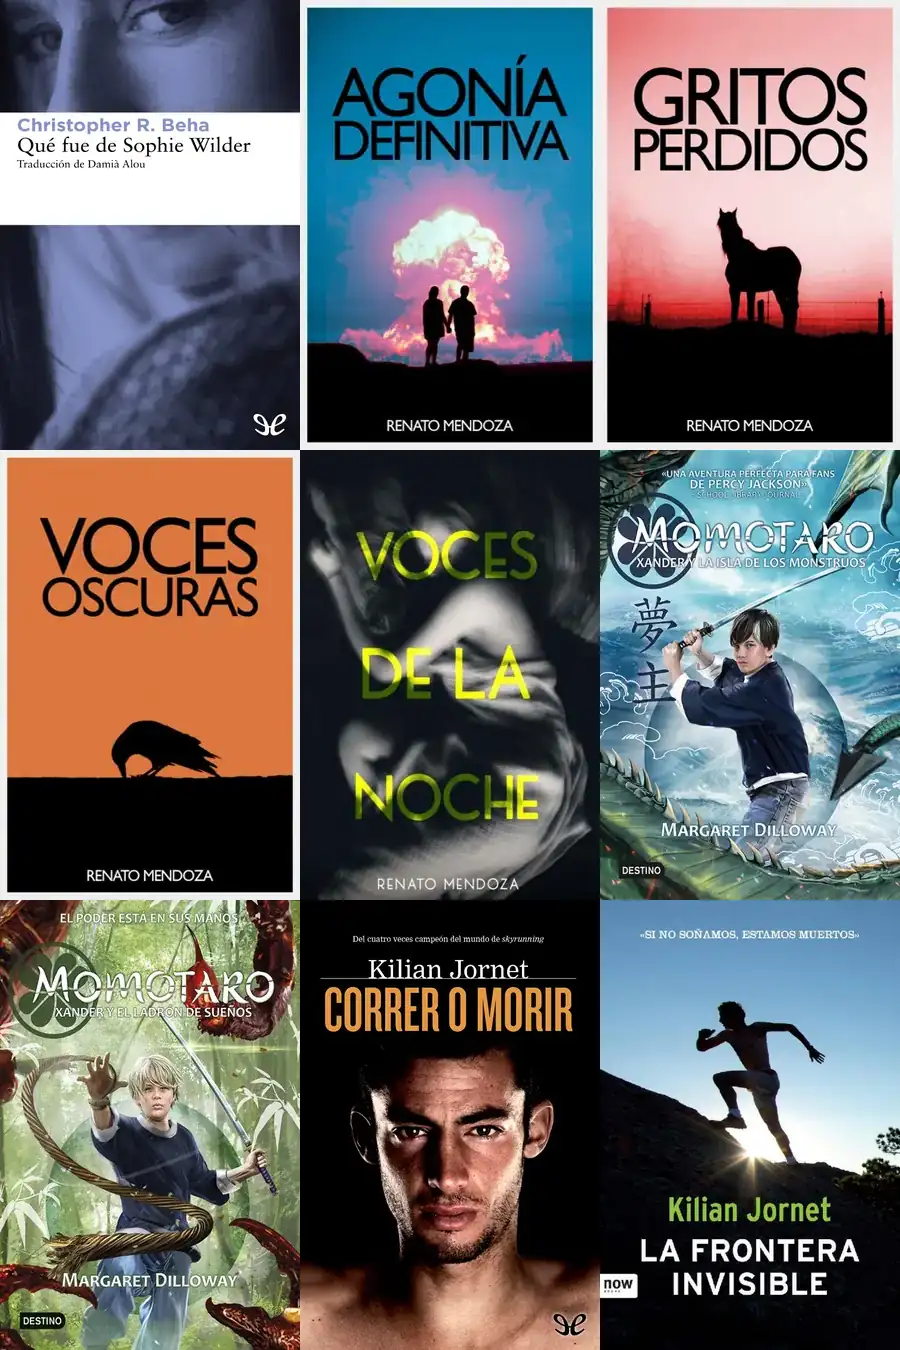 Christopher R. Beha
Qué fue de Sophie Wilder
Traducción de Damià Alou
AGONÍA
DEFINITIVA
RENATO MENDOZA
GRITOS
PERDIDOS
RENATO MENDOZA
VOCES
OSCURAS
RENATO MENDOZA
VOCES
DE LA
NOCHE
RENATO MENDOZA
«UNA AVENTURA PERFECTA PARA FANS
DE PERCY JACKSON»
- SCHOOL LIBRARY JOURNAL
MOMOTARO
XANDER Y LA ISLA DE LOS MONSTRUOS
夢
主
MARGARET DILLOWAY
DESTINO
EL PODER ESTÁ EN SUS MANOS
MOMOTARO
XANDER Y EL LADRÓN DE SUEÑOS
MARGARET DILLOWAY
DESTINO
Del cuatro veces campeón del mundo de skyrunning
Kilian Jornet
CORRER O MORIR
«SI NO SOÑAMOS, ESTAMOS MUERTOS»
Kilian Jornet
LA FRONTERA
INVISIBLE
now